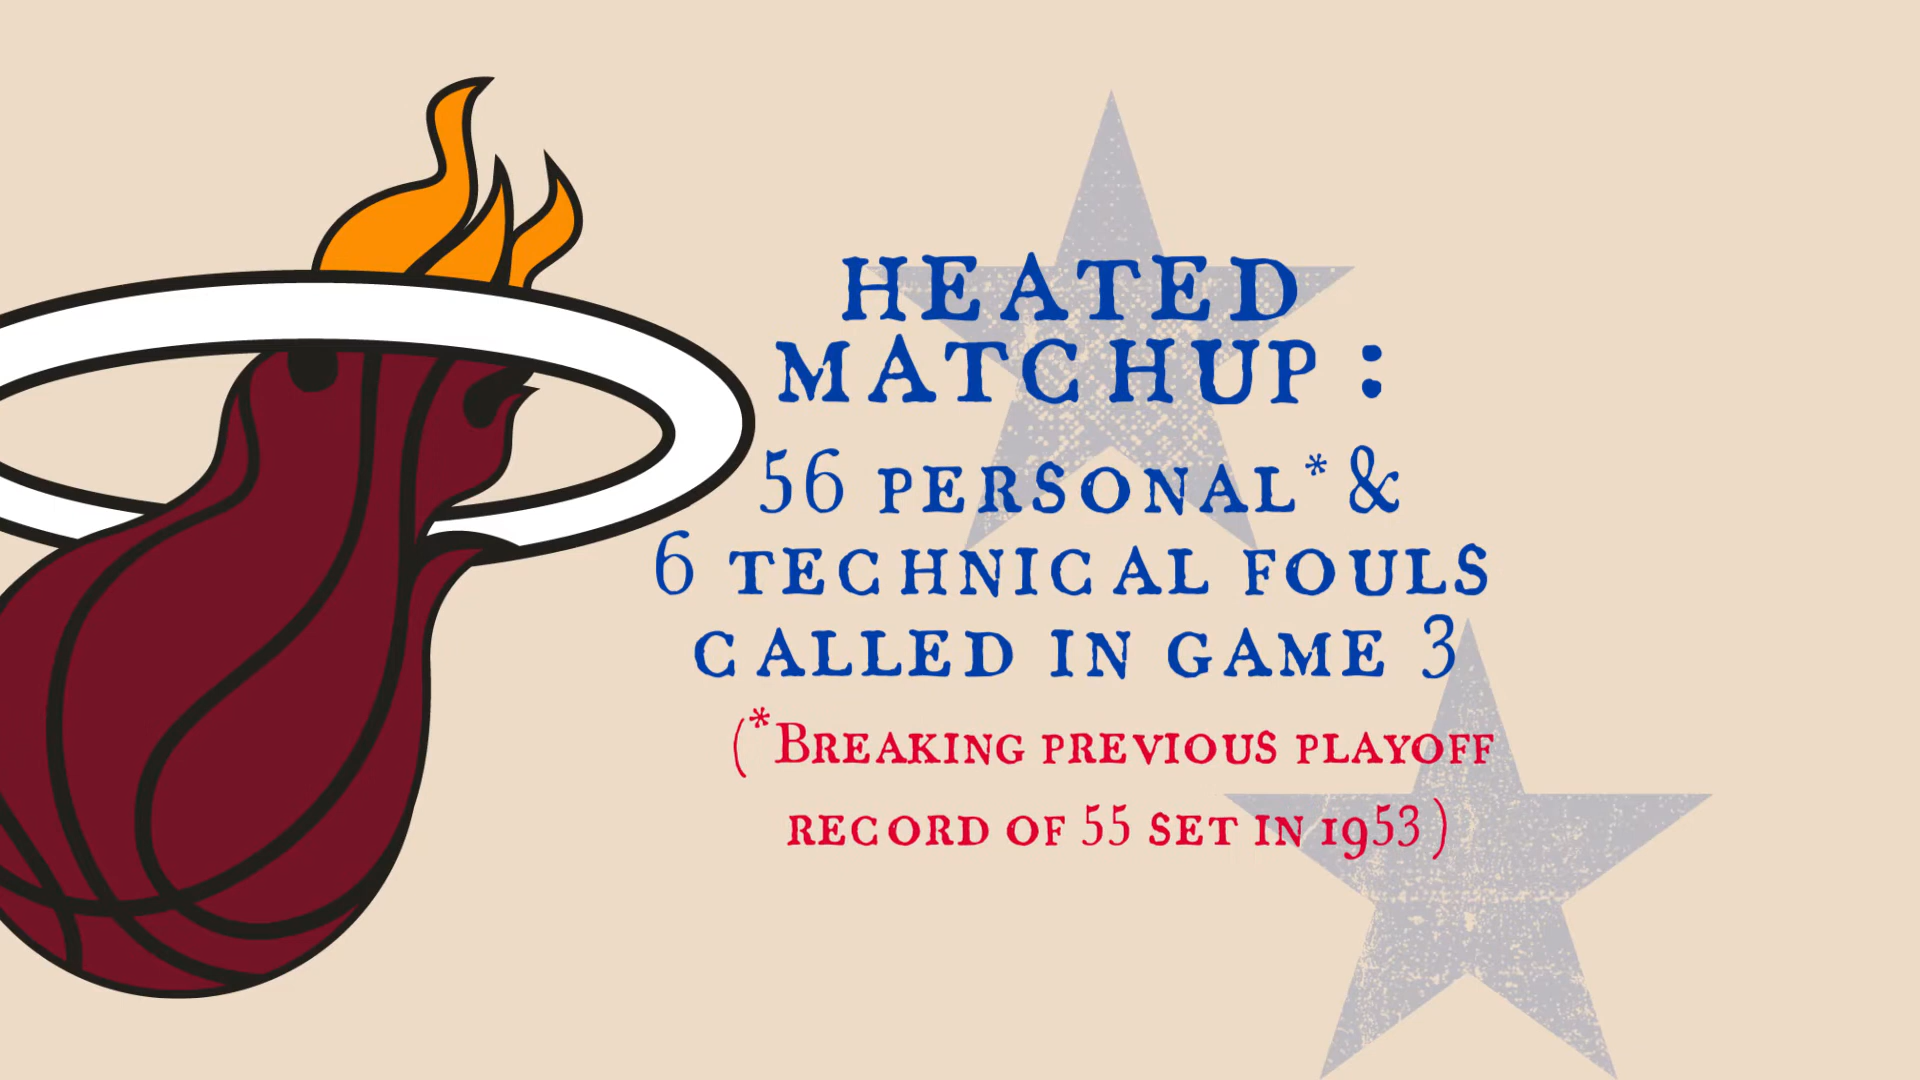 HEATED
MATCHUP :
56 PERSONAL* &
6 TECHNICAL FOULS
CALLED IN GAME 3
(*BREAKING PREVIOUS PLAYOFF
RECORD OF 55 SET IN 1953)